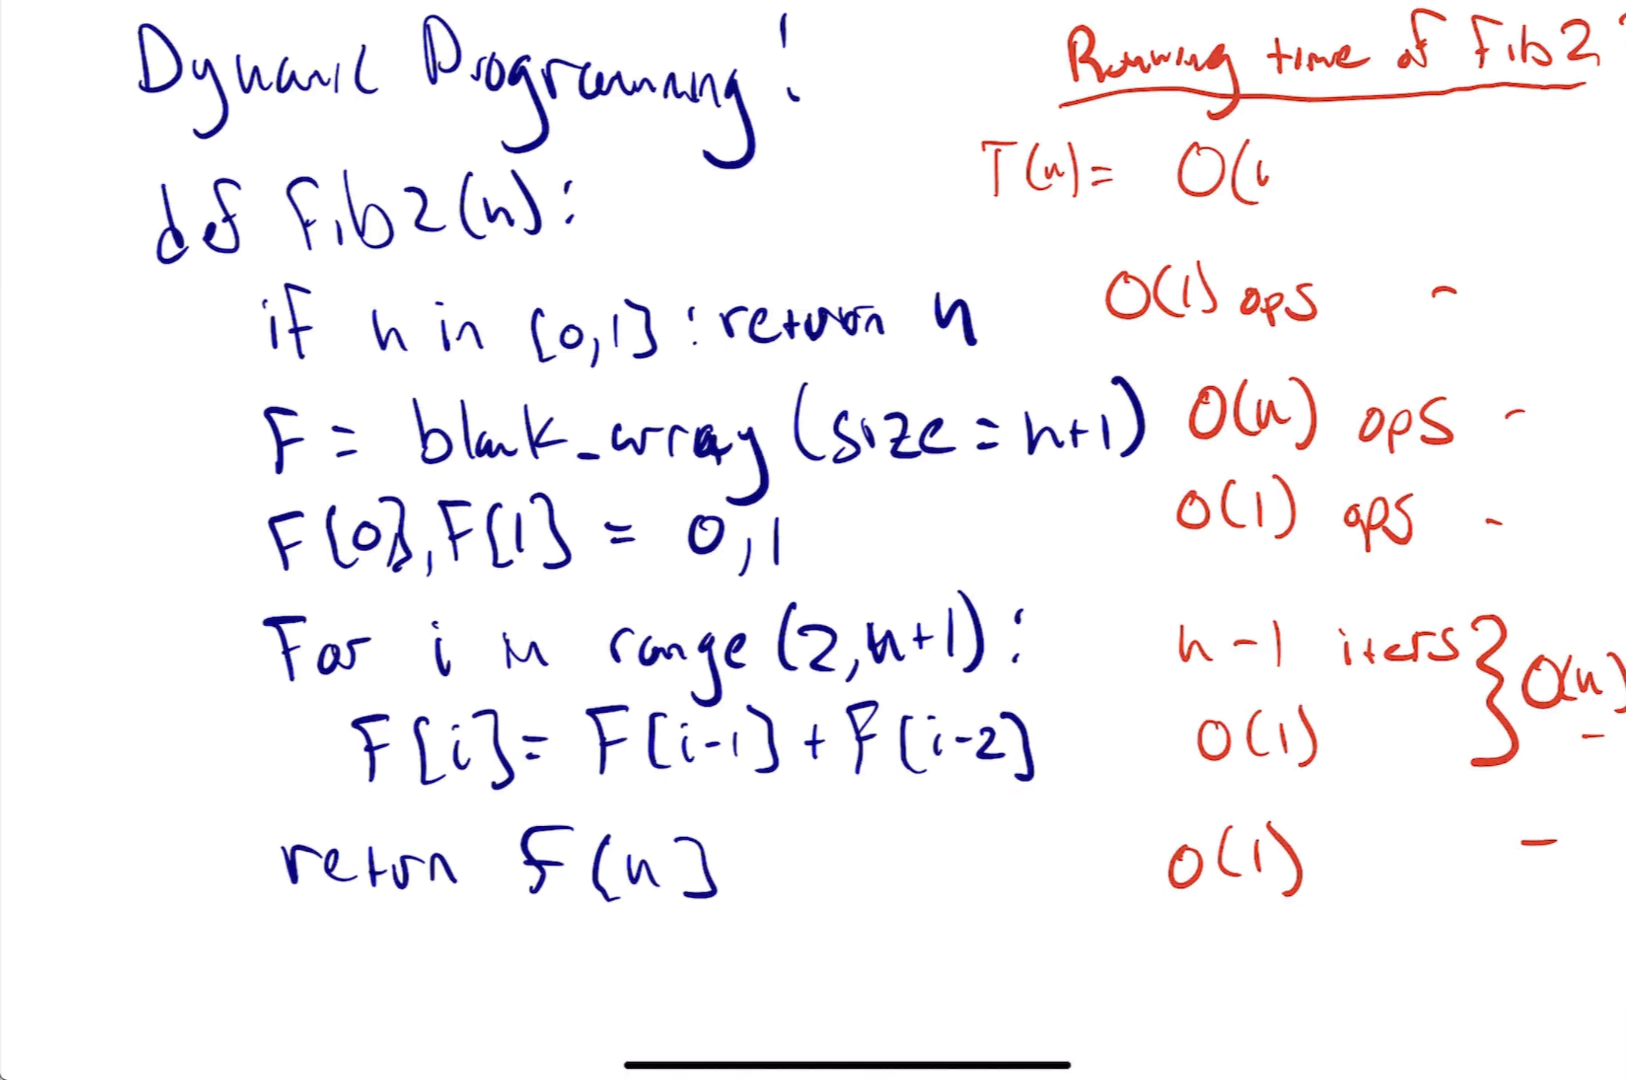 Dynamic Programming!
Running time of Fib2?
T(n)= O(
def Fib2(n):
if n in [0,1]: return n
O(1) ops -
F = blank_array (size=n+1)
O(n) ops -
F[0],F[1] = 0,1
O(1) ops -
For i in range (2,n+1):
n-1 iters } O(n) -
F[i]= F[i-1]+F[i-2]
O(1)
return F[n]
O(1) -